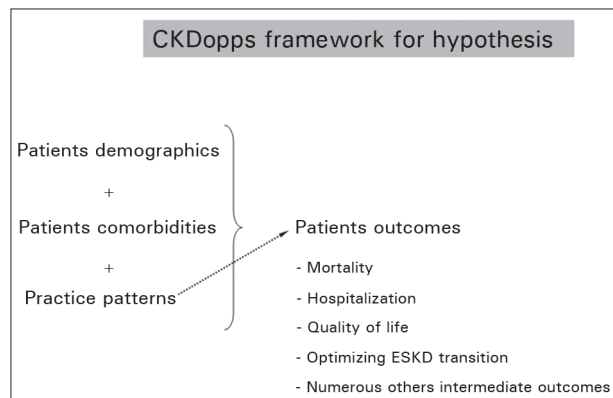 CKDopps framework for hypothesis
Patients demographics
+
Patients comorbidities
+
Practice patterns
Patients outcomes
- Mortality
- Hospitalization
- Quality of life
- Optimizing ESKD transition
- Numerous others intermediate outcomes